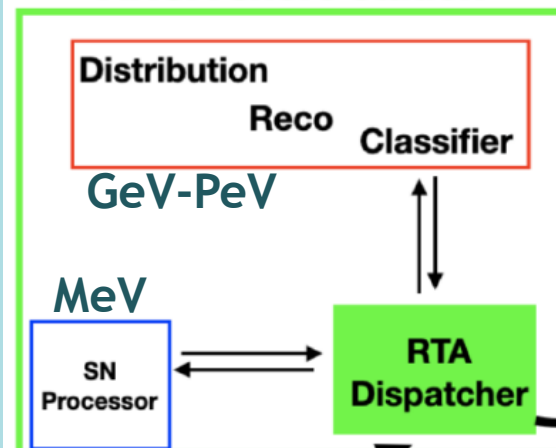 Distribution
Reco
Classifier
GeV-PeV
MeV
SN
Processor
RTA
Dispatcher